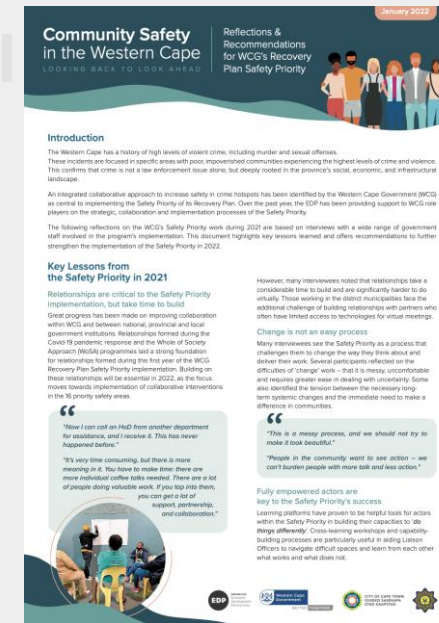 January 2022
Community Safety
in the Western Cape
LOOKING BACK TO LOOK AHEAD
Reflections &
Recommendations
for WCG's Recovery
Plan Safety Priority
Introduction
The Western Cape has a history of high levels of violent crime, including murder and sexual offenses.
These incidents are focused in specific areas with poor, impoverished communities experiencing the highest levels of crime and violence.
This confirms that crime is not a law enforcement issue alone, but deeply rooted in the province's social, economic, and infrastructural
landscape.
An integrated collaborative approach to increase safety in crime hotspots has been identified by the Western Cape Government (WCG)
as central to implementing the Safety Priority of its Recovery Plan. Over the past year, the EDP has been providing support to WCG role
players on the strategic, collaboration and implementation processes of the Safety Priority.
The following reflections on the WCG's Safety Priority work during 2021 are based on interviews with a wide range of government
staff involved in the program's implementation. This document highlights key lessons learned and offers recommendations to further
strengthen the implementation of the Safety Priority in 2022.
Key Lessons from
the Safety Priority in 2021
Relationships are critical to the Safety Priority
implementation, but take time to build
Great progress has been made on improving collaboration
within WCG and between national, provincial and local
government institutions. Relationships formed during the
Covid-19 pandemic response and the Whole of Society
Approach (WoSA) programmes laid a strong foundation
for relationships formed during the first year of the WCG
Recovery Plan Safety Priority implementation. Building on
these relationships will be essential in 2022, as the focus
moves towards implementation of collaborative interventions
in the 16 priority safety areas.
“
"Now I can call an HoD from another department
for assistance, and I receive it. This has never
happened before."
"It's very time consuming, but there is more
meaning in it. You have to make time: there are
more individual coffee talks needed. There are a lot
of people doing valuable work. If you tap into them,
you can get a lot of
support, partnership,
and collaboration."
However, many interviewees noted that relationships take a
considerable time to build and are significantly harder to do
virtually. Those working in the district municipalities face the
additional challenge of building relationships with partners who
often have limited access to technologies for virtual meetings.
Change is not an easy process
Many interviewees see the Safety Priority as a process that
challenges them to change the way they think about and
deliver their work. Several participants reflected on the
difficulties of 'change' work – that it is messy, uncomfortable
and requires greater ease in dealing with uncertainty. Some
also identified the tension between the necessary long-
term systemic changes and the immediate need to make a
difference in communities.
“
"This is a messy process, and we should not try to
make it look beautiful."
"People in the community want to see action – we
can't burden people with more talk and less action."
Fully empowered actors are
key to the Safety Priority's success
Learning platforms have proven to be helpful tools for actors
within the Safety Priority in building their capacities to 'do
things differently'. Cross-learning workshops and capability-
building processes are particularly useful in aiding Liaison
Officers to navigate difficult spaces and learn from each other
what works and what does not.
EDP
Western Cape
Government
BETTER TOGETHER.
CITY OF CAPE TOWN
ISIXEKO SASEKAPA
STAD KAAPSTAD